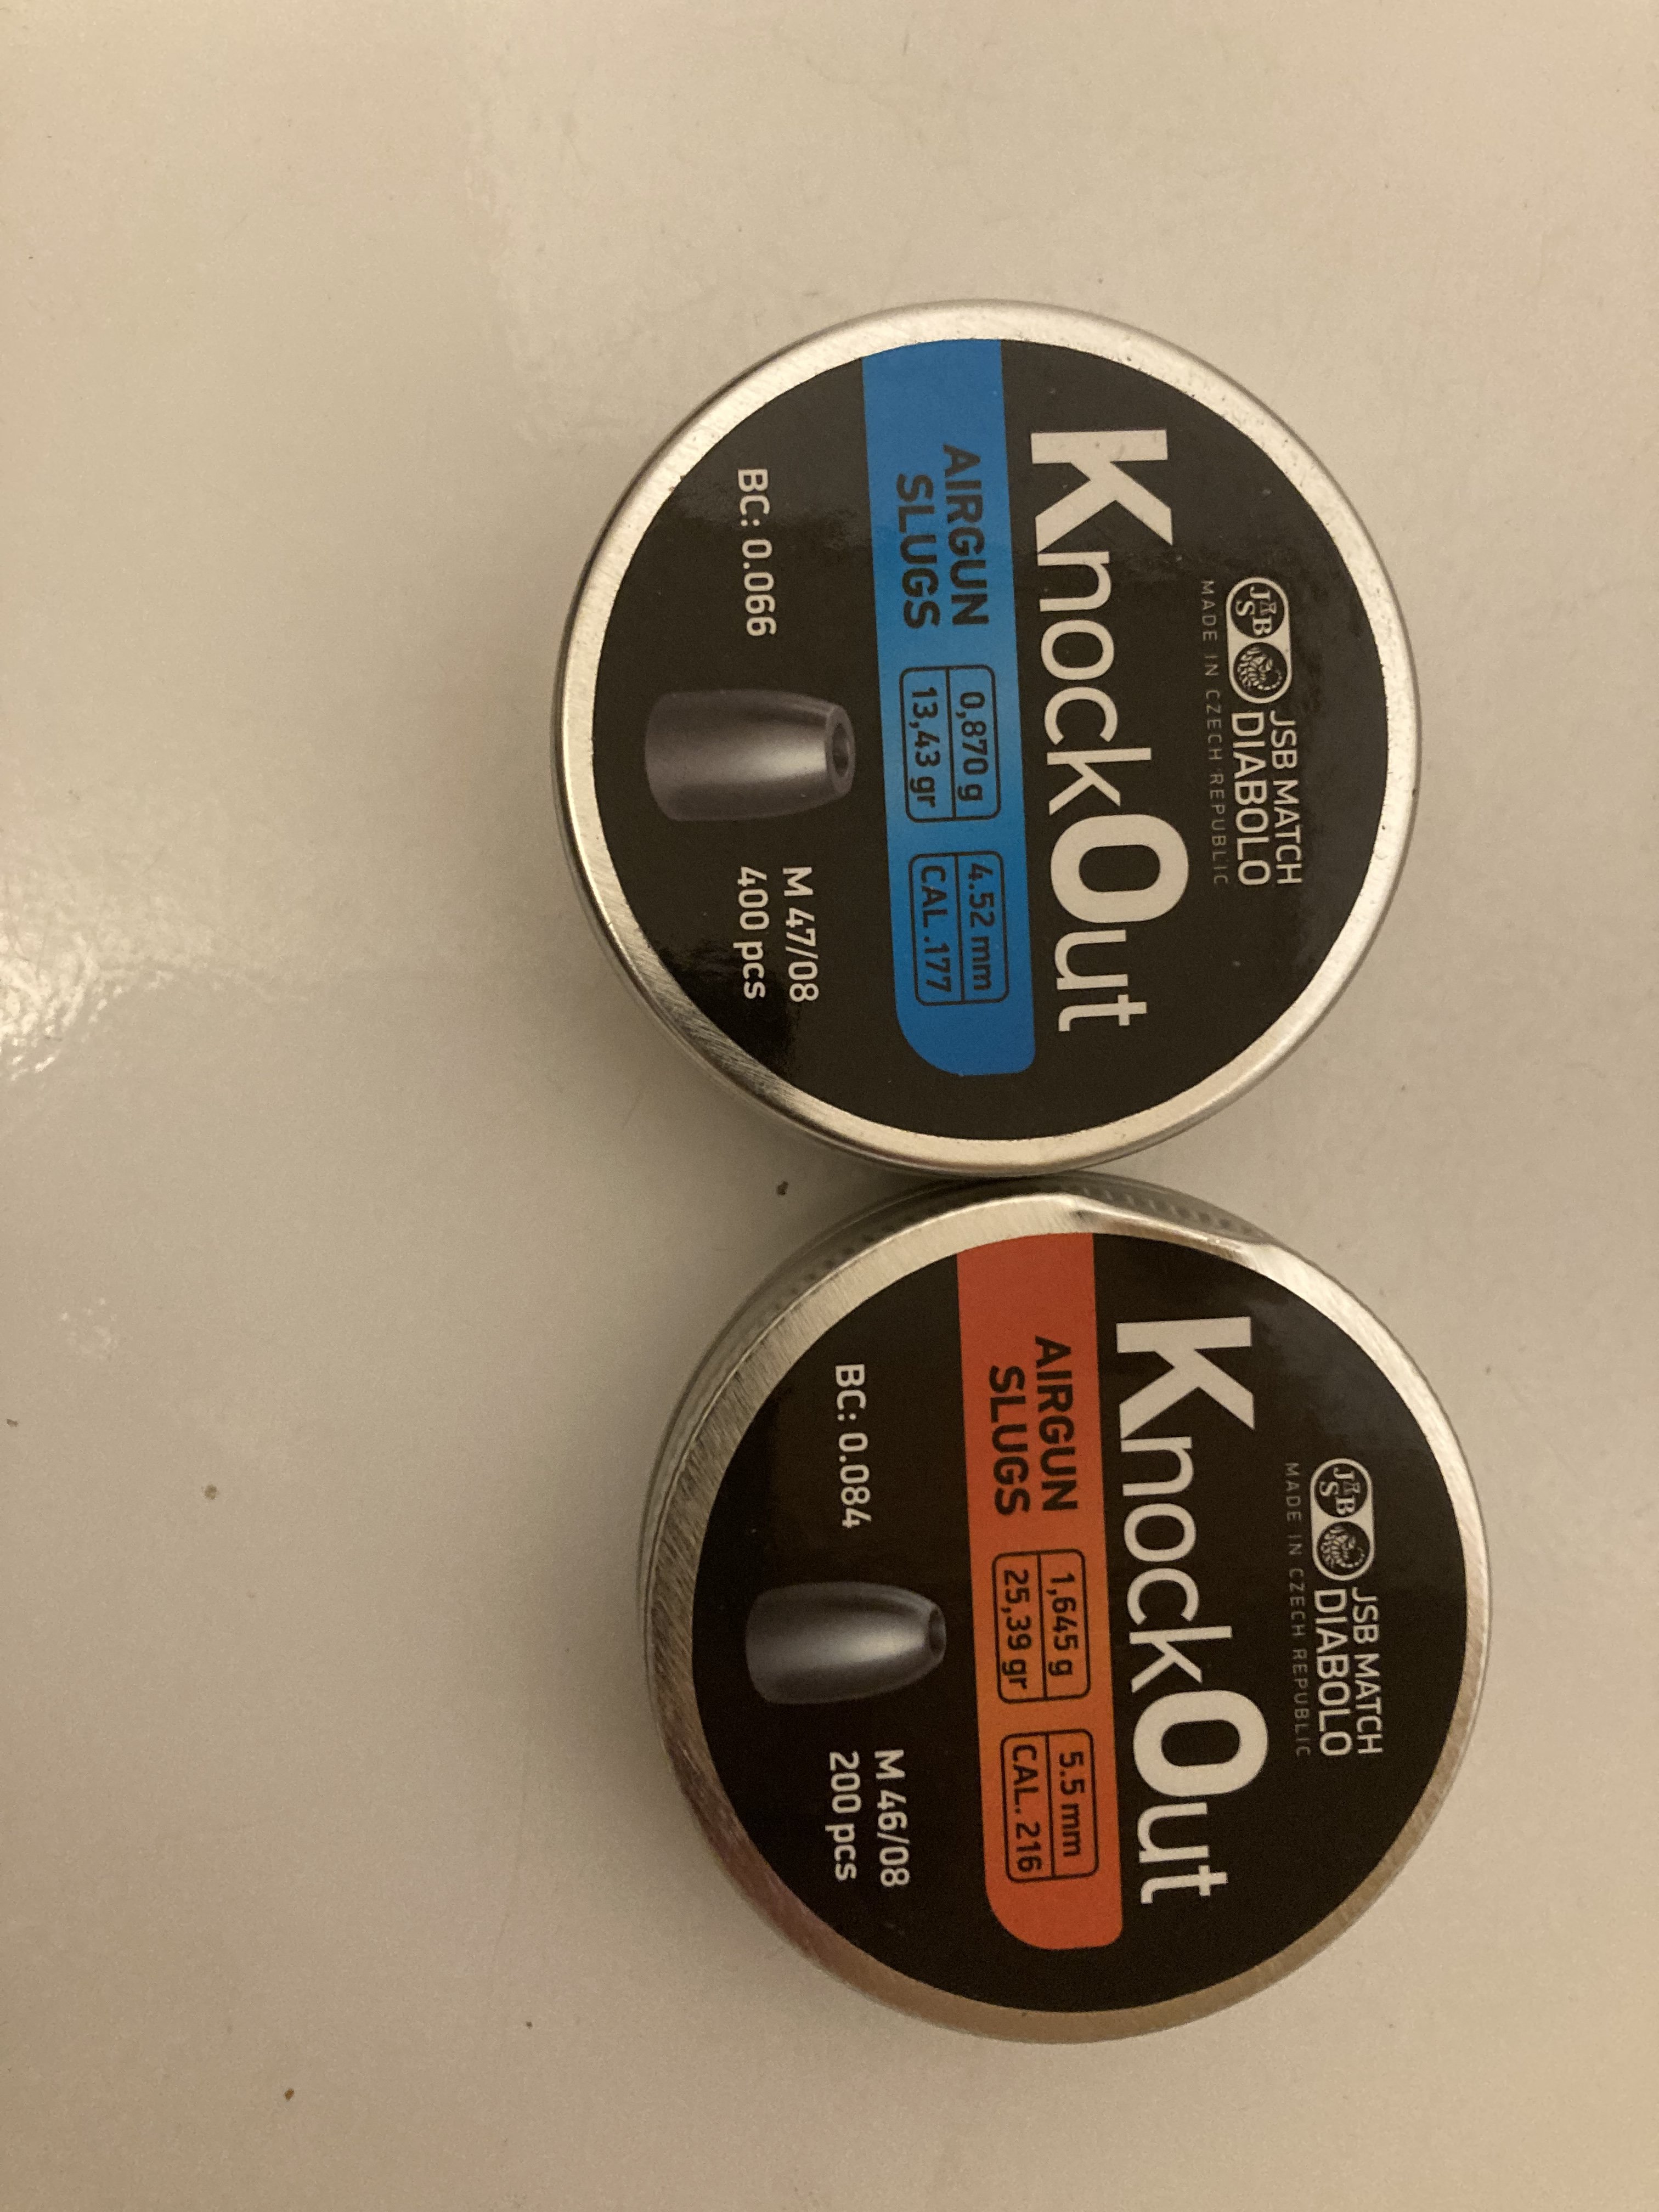 JSB
JSB MATCH
DIABOLO
MADE IN CZECH REPUBLIC
KnockOut
AIRGUN
SLUGS
0,870 g
13,43 gr
4.52 mm
CAL .177
BC: 0.066
M 47/08
400 pcs
JSB
JSB MATCH
DIABOLO
MADE IN CZECH REPUBLIC
KnockOut
AIRGUN
SLUGS
1,645 g
25,39 gr
5.5 mm
CAL. 216
BC: 0.084
M 46/08
200 pcs